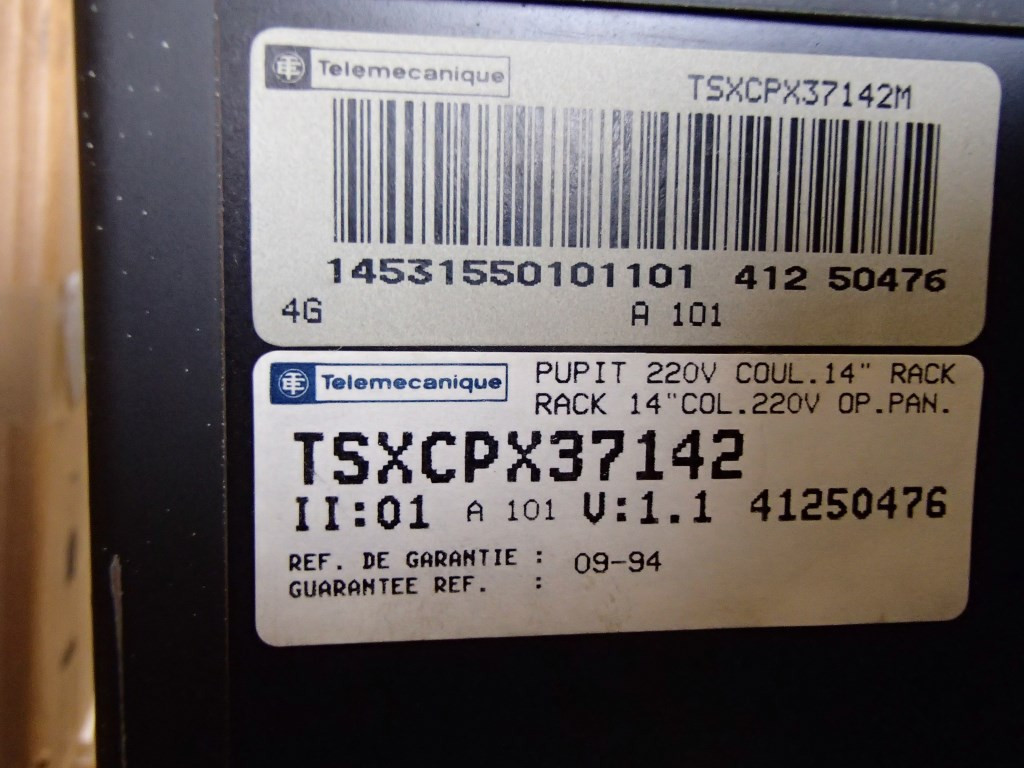 Telemecanique
TSXCPX37142M
14531550101101 412 50476
4G A 101
Telemecanique
PUPIT 220V COUL.14" RACK
RACK 14"COL.220V OP.PAN.
TSXCPX37142
II:01 A 101 V:1.1 41250476
REF. DE GARANTIE : 09-94
GUARANTEE REF. :